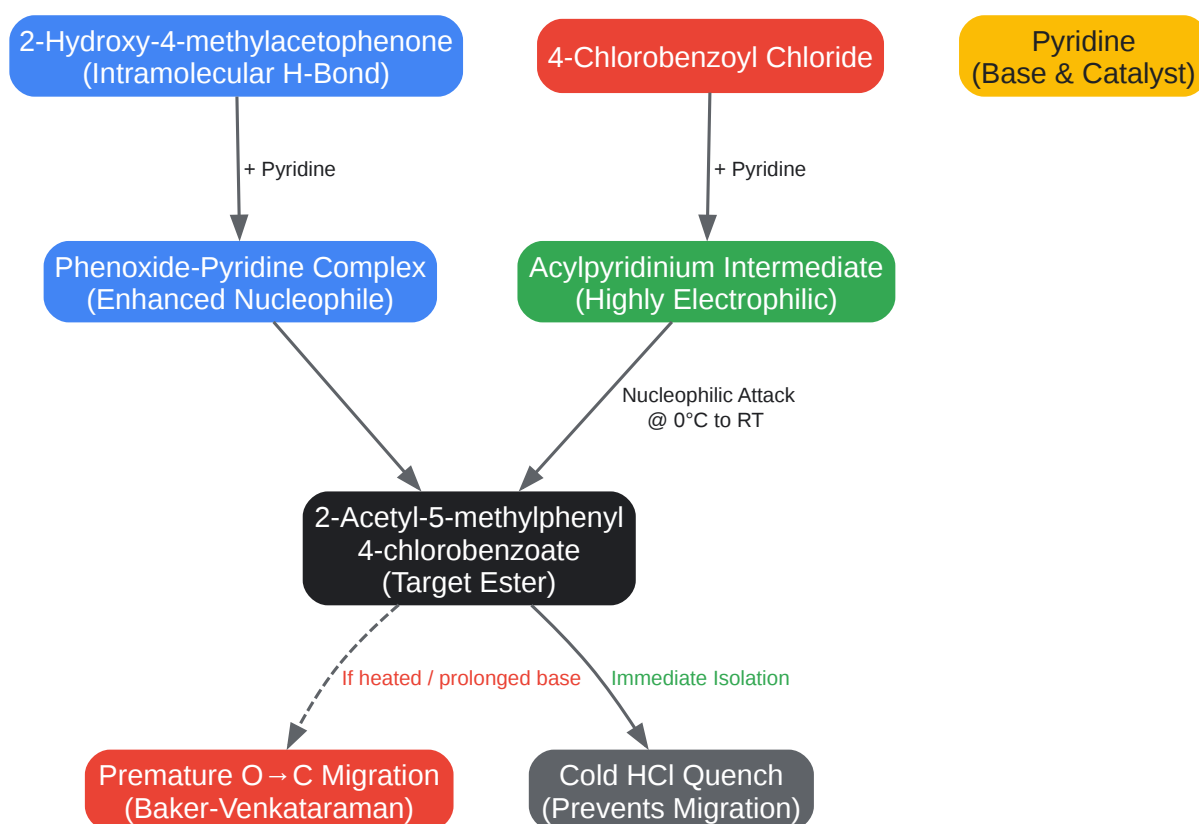 2-Hydroxy-4-methylacetophenone
(Intramolecular H-Bond)
4-Chlorobenzoyl Chloride
Pyridine
(Base & Catalyst)
+ Pyridine
+ Pyridine
Phenoxide-Pyridine Complex
(Enhanced Nucleophile)
Acylpyridinium Intermediate
(Highly Electrophilic)
Nucleophilic Attack
@ 0°C to RT
2-Acetyl-5-methylphenyl
4-chlorobenzoate
(Target Ester)
If heated / prolonged base
Immediate Isolation
Premature O→C Migration
(Baker-Venkataraman)
Cold HCl Quench
(Prevents Migration)